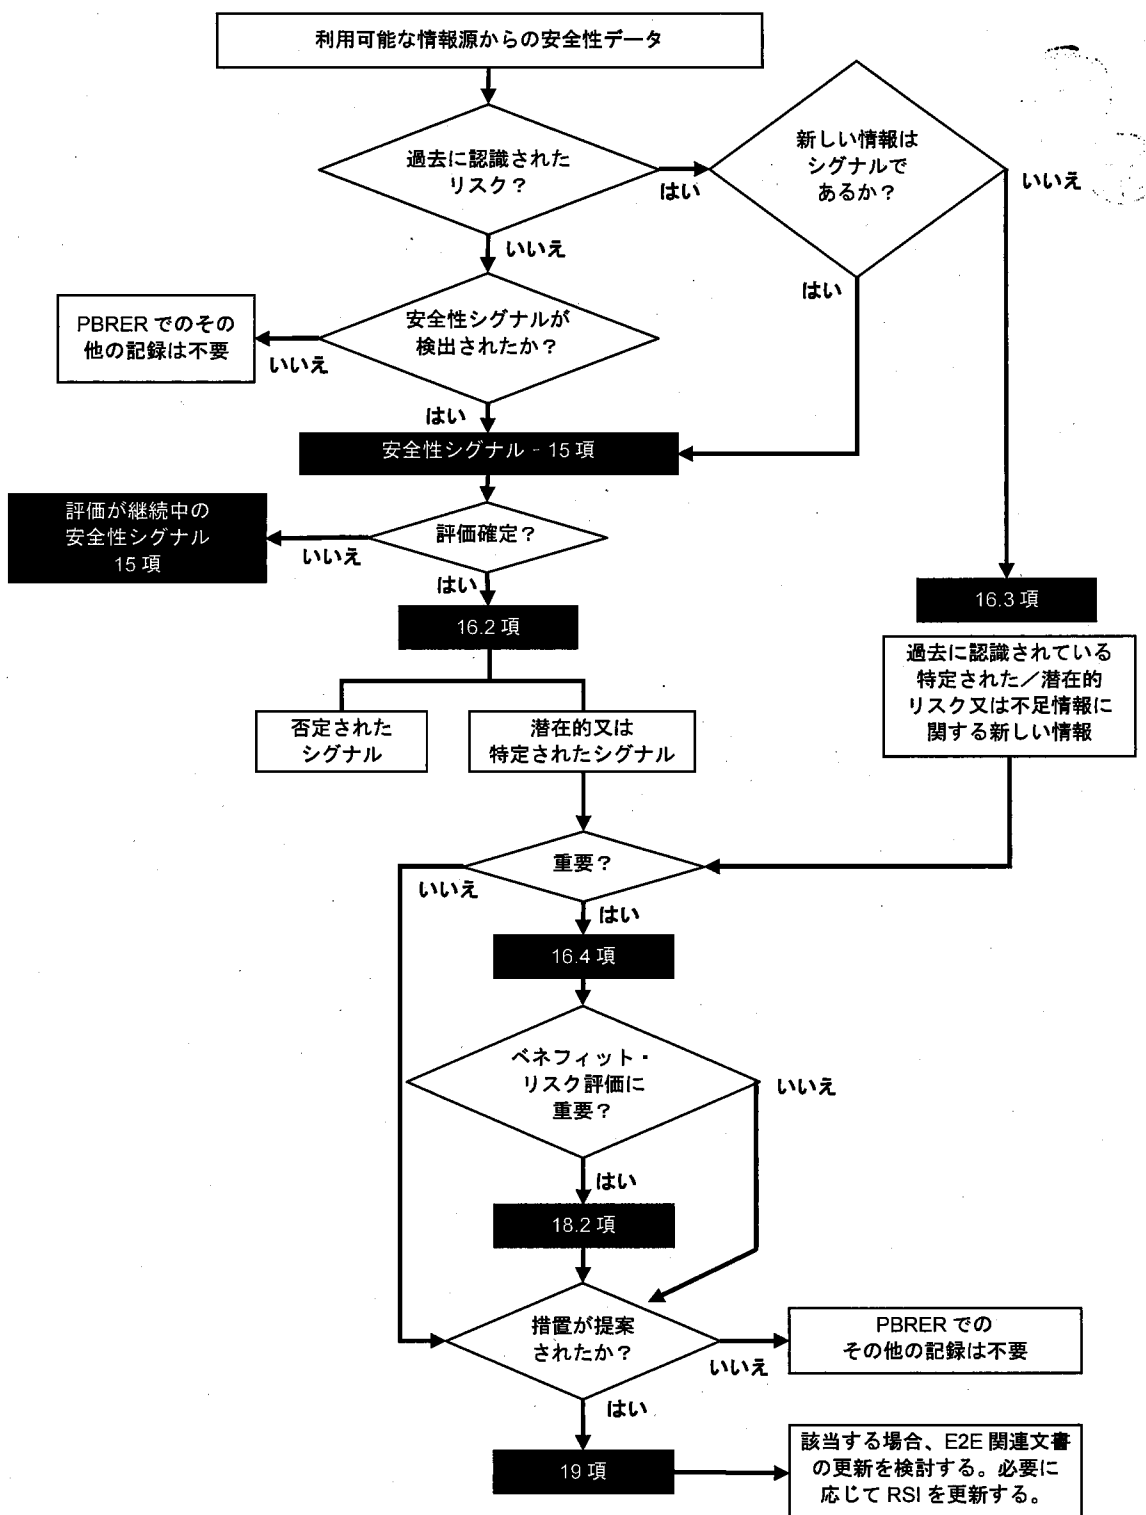 利用可能な情報源からの安全性データ
過去に認識された
リスク？
はい
新しい情報は
シグナルで
あるか？
いいえ
いいえ
はい
安全性シグナルが
検出されたか？
いいえ
PBRER でのその
他の記録は不要
はい
安全性シグナル - 15 項
評価確定？
いいえ
評価が継続中の
安全性シグナル
15 項
はい
16.2 項
16.3 項
過去に認識されている
特定された／潜在的
リスク又は不足情報に
関する新しい情報
否定された
シグナル
潜在的又は
特定されたシグナル
重要？
いいえ
はい
16.4 項
ベネフィット・
リスク評価に
重要？
いいえ
はい
18.2 項
措置が提案
されたか？
いいえ
PBRER での
その他の記録は不要
はい
19 項
該当する場合、E2E 関連文書
の更新を検討する。必要に
応じて RSI を更新する。